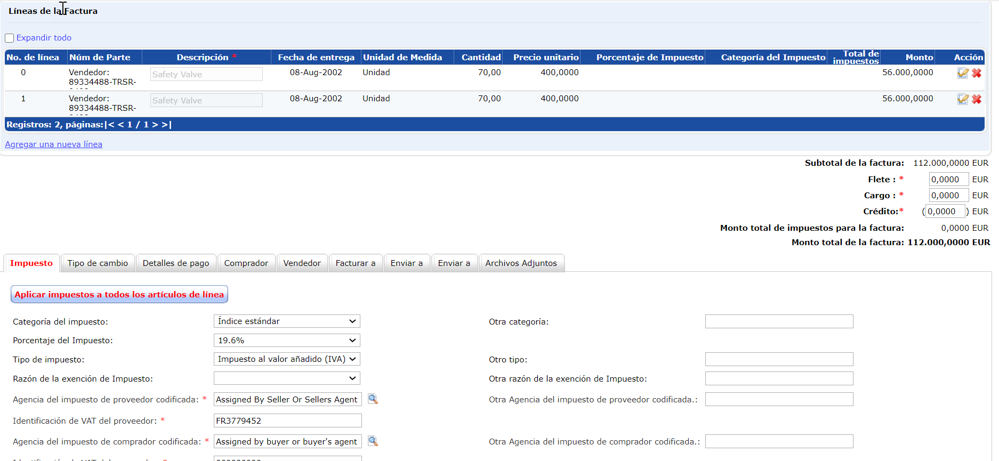 Líneas de la Factura
Expandir todo
No. de línea Núm de Parte Descripción * Fecha de entrega Unidad de Medida Cantidad Precio unitario Porcentaje de Impuesto Categoría del Impuesto Total de impuestos Monto Acción
0 Vendedor: 89334488-TRSR- Safety Valve 08-Aug-2002 Unidad 70,00 400,0000 56.000,0000
1 Vendedor: 89334488-TRSR- Safety Valve 08-Aug-2002 Unidad 70,00 400,0000 56.000,0000
Registros: 2, páginas:|< < 1 / 1 > >|
Agregar una nueva línea
Subtotal de la factura: 112.000,0000 EUR
Flete : * 0,0000 EUR
Cargo : * 0,0000 EUR
Crédito:* (0,0000) EUR
Monto total de impuestos para la factura: 0,0000 EUR
Monto total de la factura: 112.000,0000 EUR
Impuesto Tipo de cambio Detalles de pago Comprador Vendedor Facturar a Enviar a Enviar a Archivos Adjuntos
Aplicar impuestos a todos los artículos de línea
Categoría del impuesto: Índice estándar Otra categoría:
Porcentaje del Impuesto: 19.6%
Tipo de impuesto: Impuesto al valor añadido (IVA) Otro tipo:
Razón de la exención de Impuesto: Otra razón de la exención de Impuesto:
Agencia del impuesto de proveedor codificada: * Assigned By Seller Or Sellers Agent Otra Agencia del impuesto de proveedor codificada.:
Identificación de VAT del proveedor: * FR3779452
Agencia del impuesto de comprador codificada: * Assigned by buyer or buyer's agent Otra Agencia del impuesto de comprador codificada.: